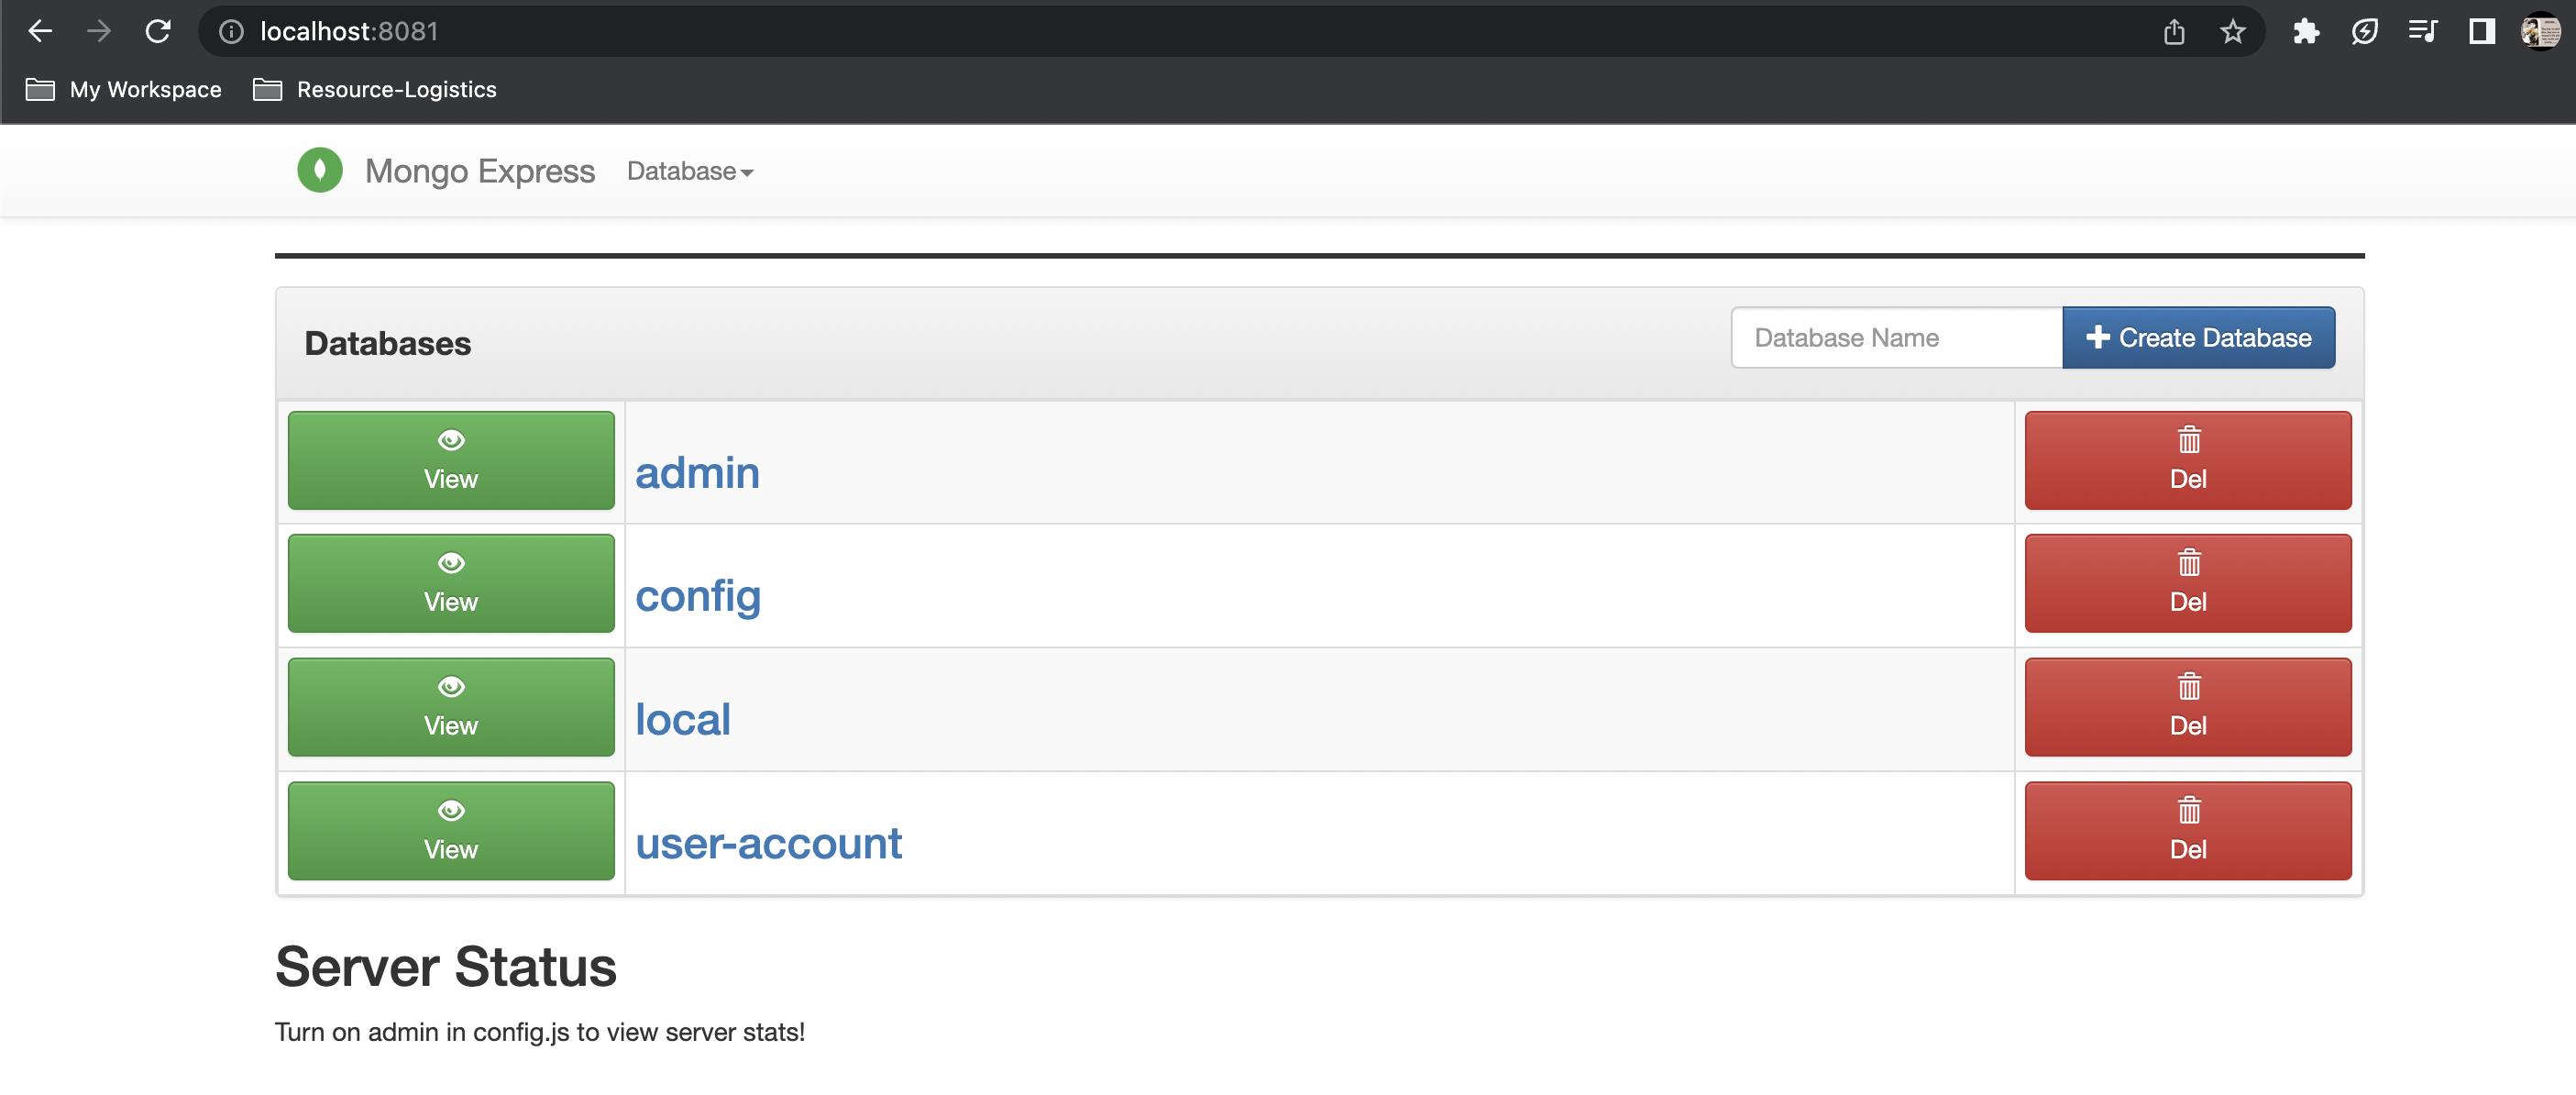 localhost:8081
My Workspace Resource-Logistics
Mongo Express Database
Databases Database Name Create Database
View admin Del
View config Del
View local Del
View user-account Del
Server Status
Turn on admin in config.js to view server stats!